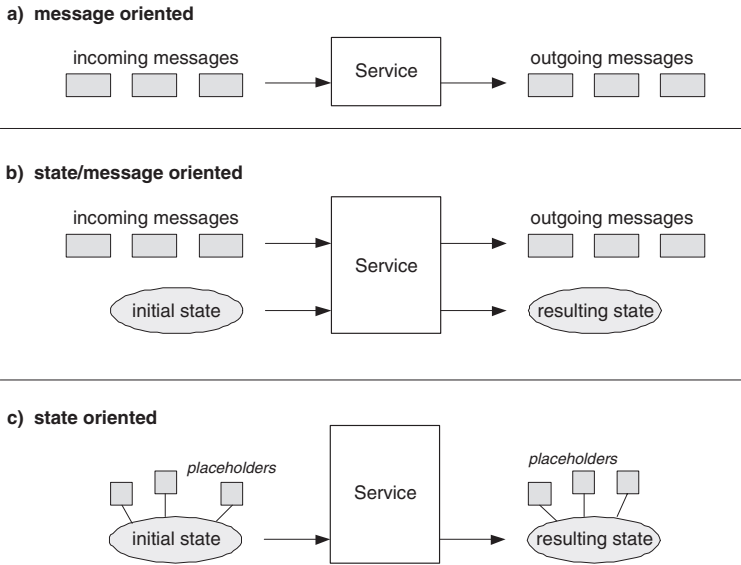 a) message oriented
incoming messages
Service
outgoing messages
b) state/message oriented
incoming messages
outgoing messages
Service
initial state
resulting state
c) state oriented
placeholders
placeholders
Service
initial state
resulting state